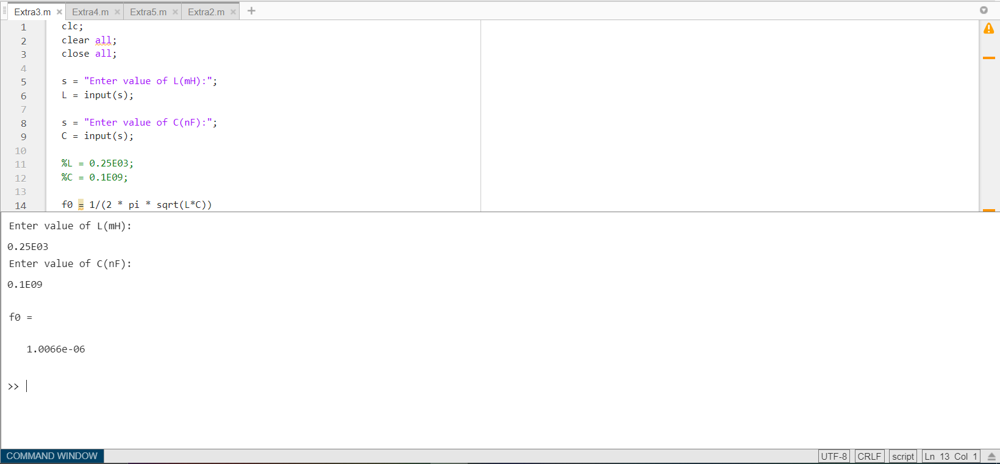 Extra3.m × Extra4.m × Extra5.m × Extra2.m × +
1 clc;
2 clear all;
3 close all;
4
5 s = "Enter value of L(mH):";
6 L = input(s);
7
8 s = "Enter value of C(nF):";
9 C = input(s);
10
11 %L = 0.25E03;
12 %C = 0.1E09;
13
14 f0 = 1/(2 * pi * sqrt(L*C))
Enter value of L(mH):
0.25E03
Enter value of C(nF):
0.1E09
f0 =
1.0066e-06
>>
COMMAND WINDOW UTF-8 CRLF script Ln 13 Col 1